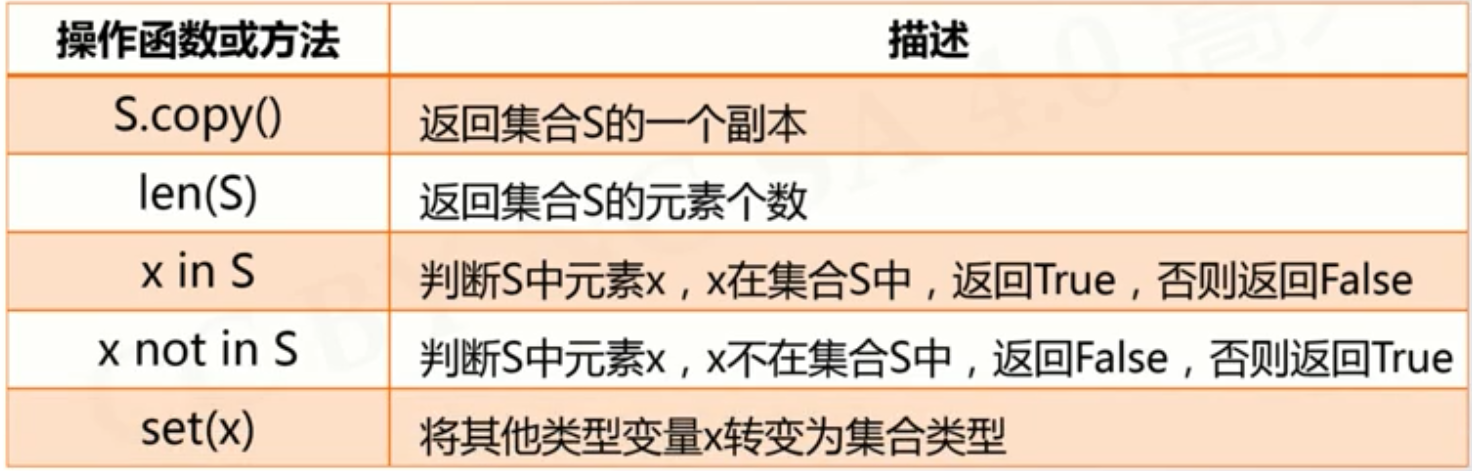 操作函数或方法 描述
S.copy() 返回集合S的一个副本
len(S) 返回集合S的元素个数
x in S 判断S中元素x，x在集合S中，返回True，否则返回False
x not in S 判断S中元素x，x不在集合S中，返回False，否则返回True
set(x) 将其他类型变量x转变为集合类型